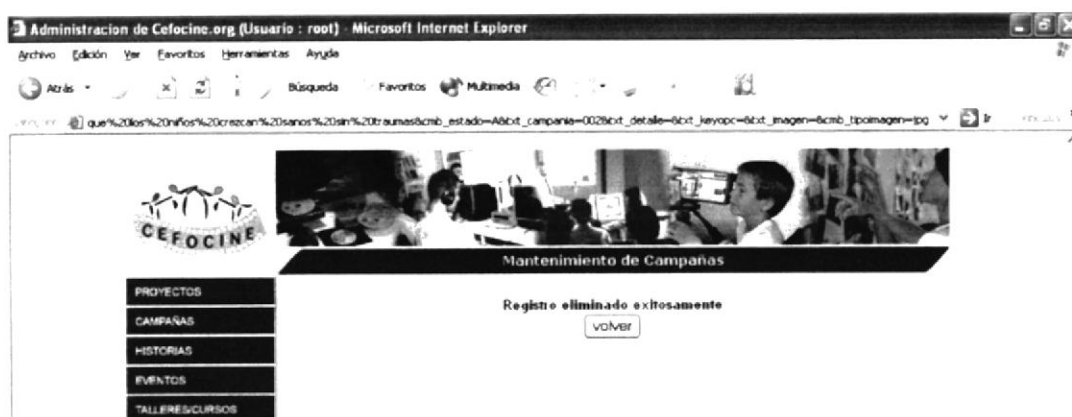 Administracion de Cefocine.org (Usuario : root) - Microsoft Internet Explorer
Archivo Edición Ver Favoritos Herramientas Ayuda
Atrás Búsqueda Favoritos Multimedia
que%20los%20niños%20crezcan%20sanos%20sin%20traumas&cmb_estado=A&txt_campania=002&txt_detalle=&txt_keyopc=&txt_imagen=&cmb_tipoimagen=jpg Ir
CEFOCINE
Mantenimiento de Campañas
PROYECTOS
CAMPAÑAS
HISTORIAS
EVENTOS
TALLERES/CURSOS
Registro eliminado exitosamente
volver